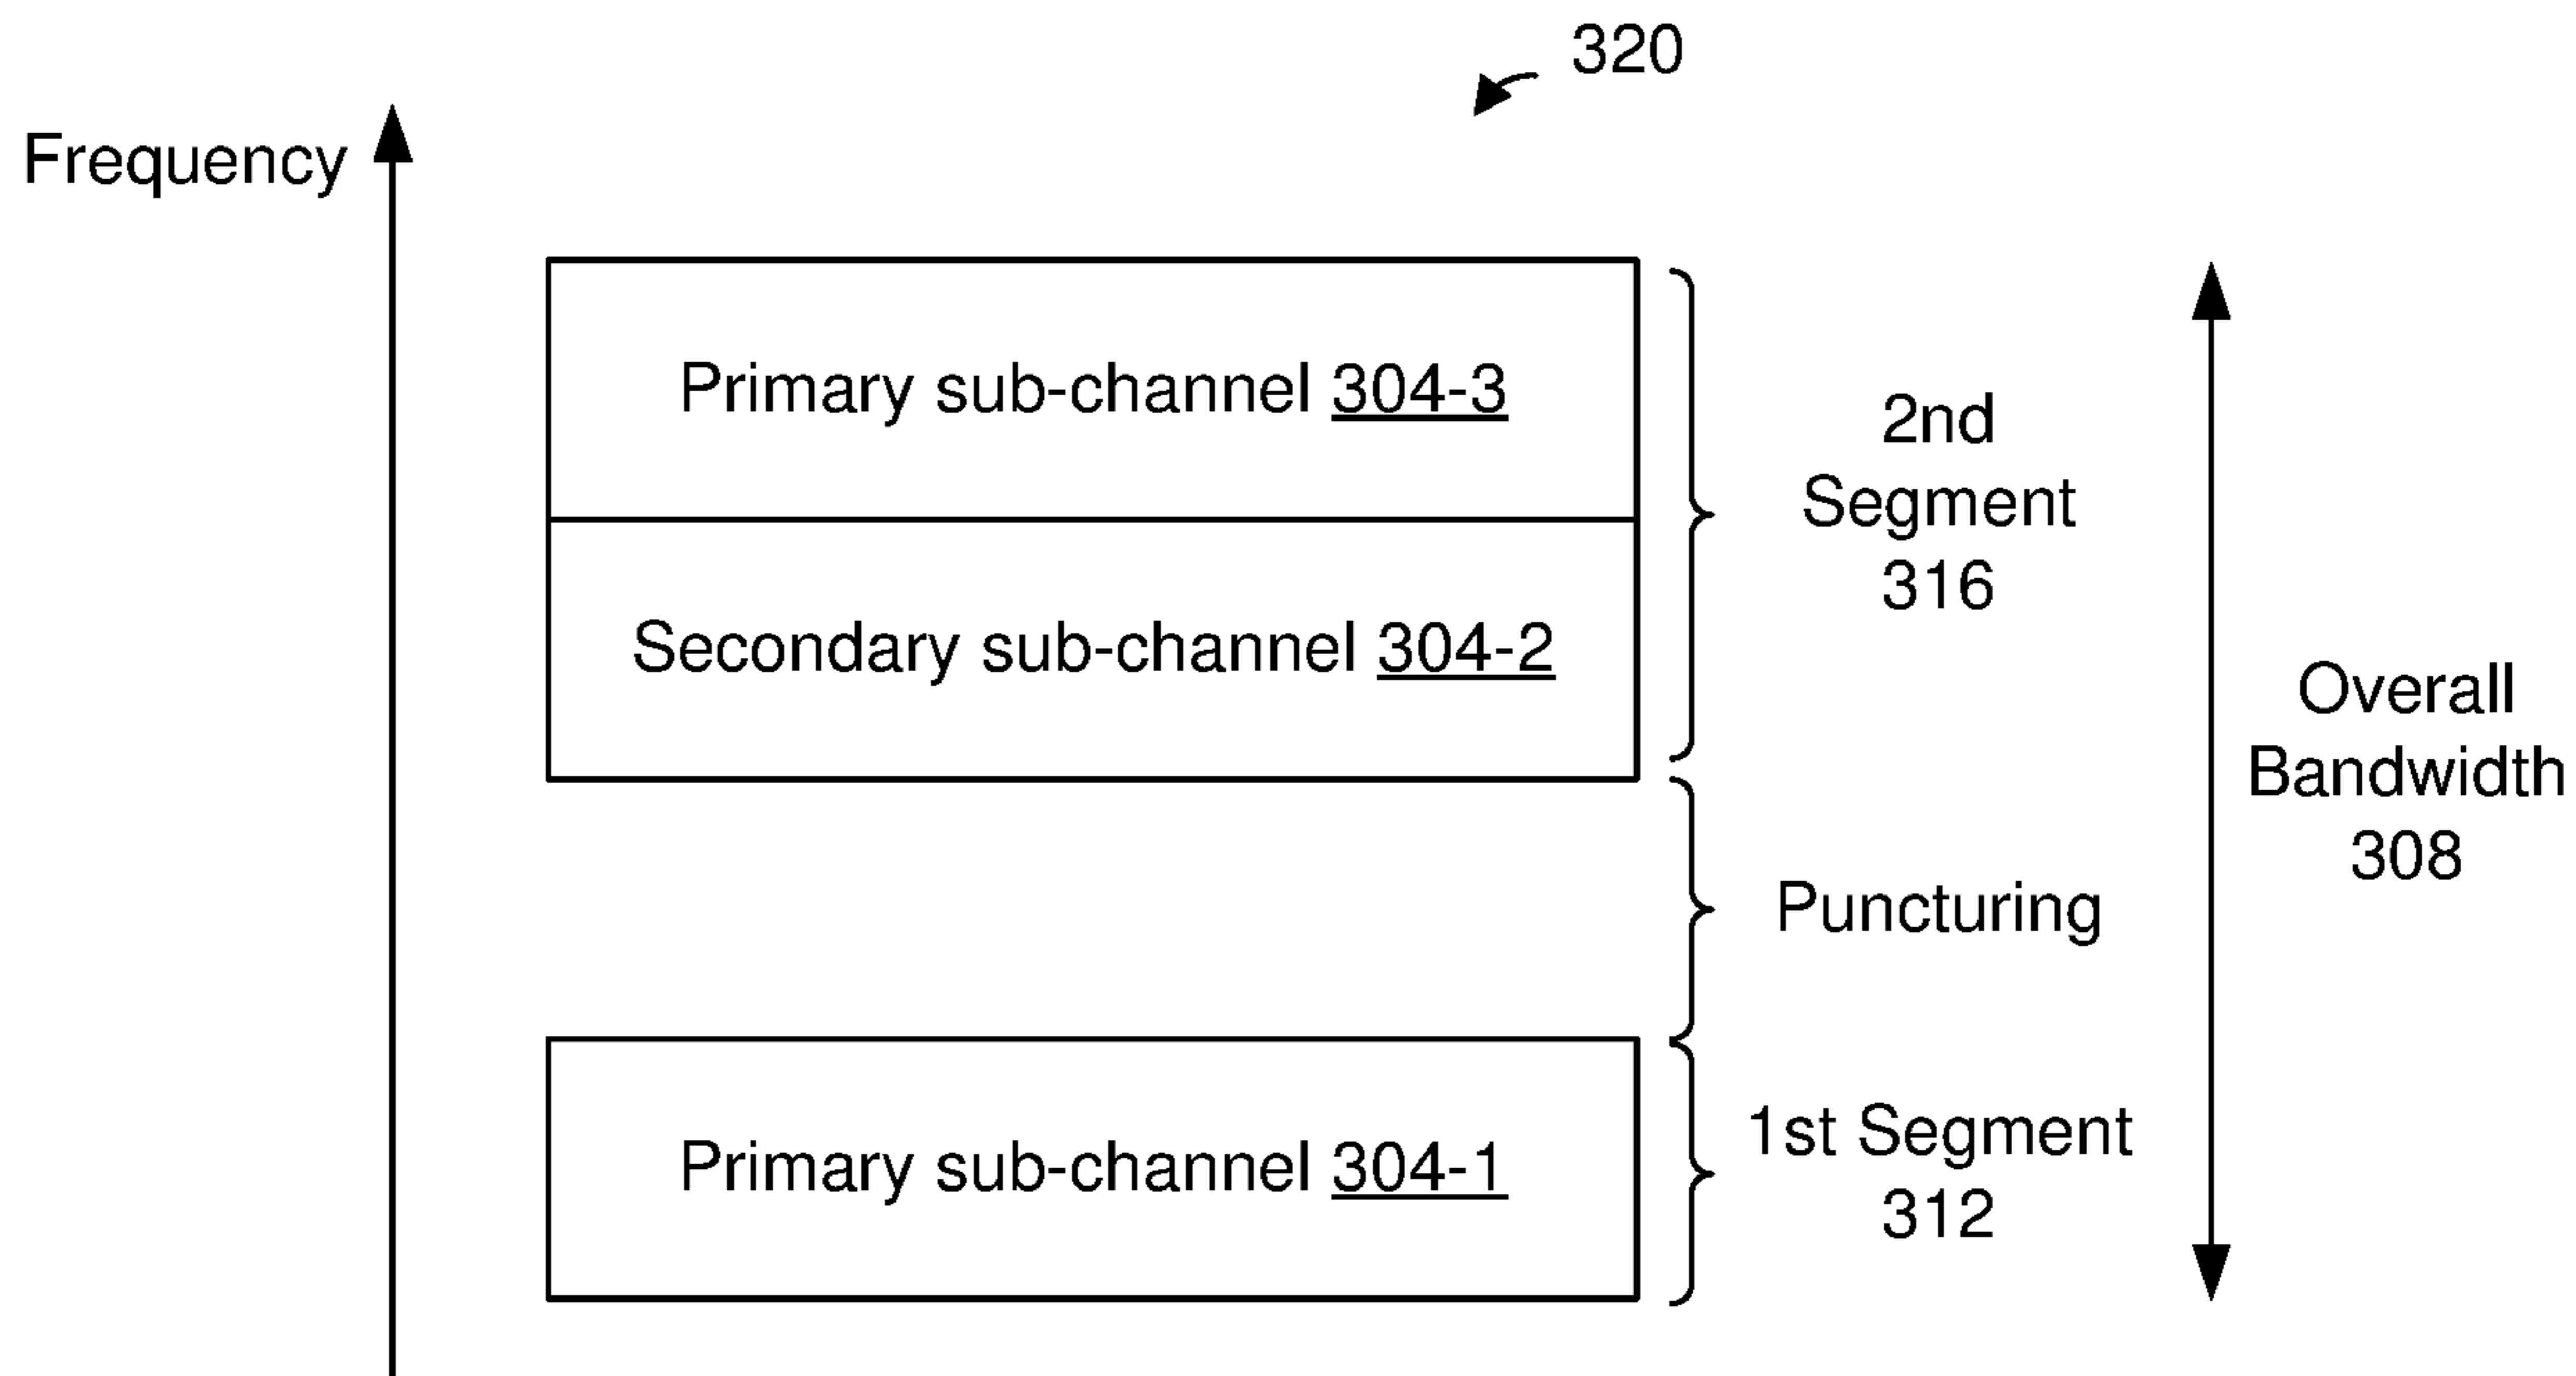 320
Frequency
Primary sub-channel 304-3
2nd
Segment
316
Secondary sub-channel 304-2
Overall
Bandwidth
308
Puncturing
Primary sub-channel 304-1
1st Segment
312